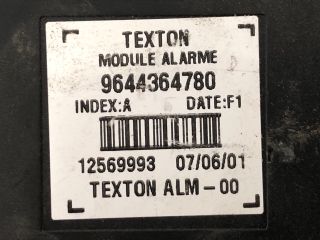 TEXTON
MODULE ALARME
9644364780
INDEX:A DATE:F1
12569993 07/06/01
TEXTON ALM-00